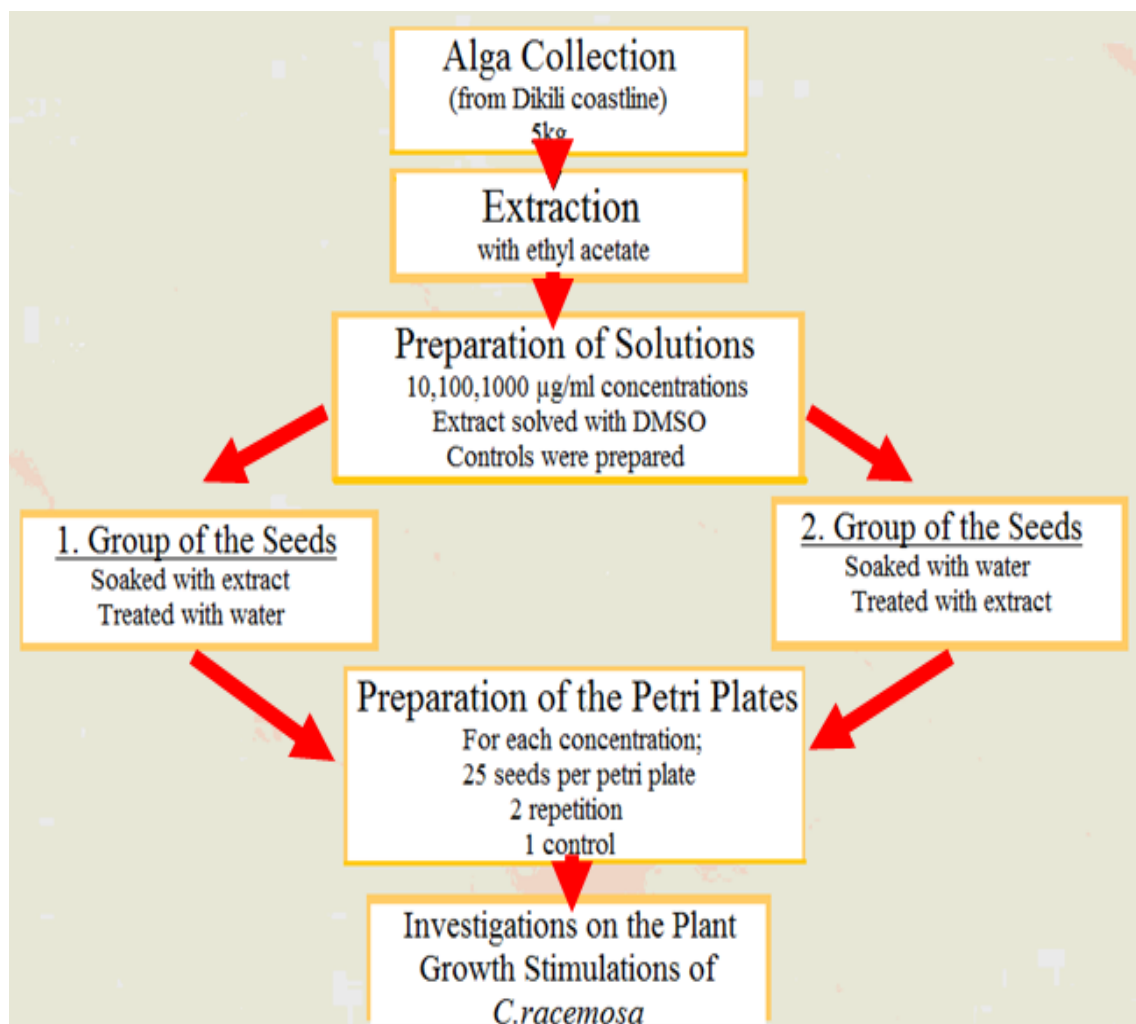 Alga Collection
(from Dikili coastline)
5kg
Extraction
with ethyl acetate
Preparation of Solutions
10,100,1000 µg/ml concentrations
Extract solved with DMSO
Controls were prepared
1. Group of the Seeds
Soaked with extract
Treated with water
2. Group of the Seeds
Soaked with water
Treated with extract
Preparation of the Petri Plates
For each concentration;
25 seeds per petri plate
2 repetition
1 control
Investigations on the Plant
Growth Stimulations of
C.racemosa